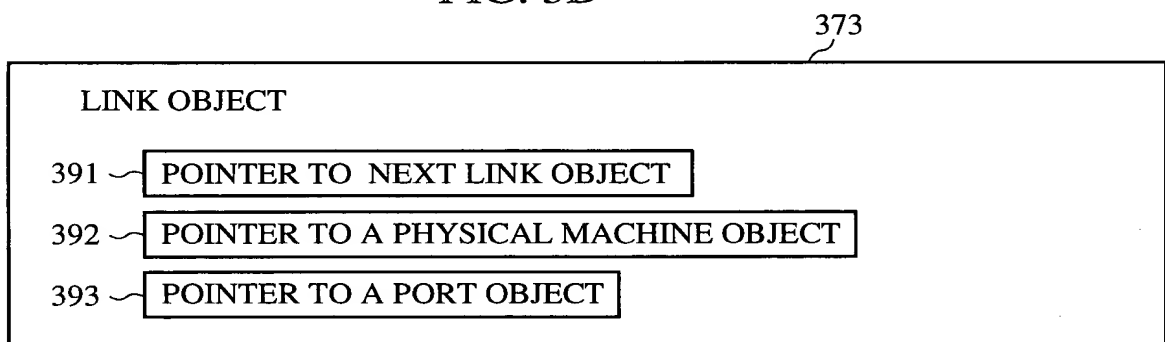 373
LINK OBJECT
391 POINTER TO NEXT LINK OBJECT
392 POINTER TO A PHYSICAL MACHINE OBJECT
393 POINTER TO A PORT OBJECT